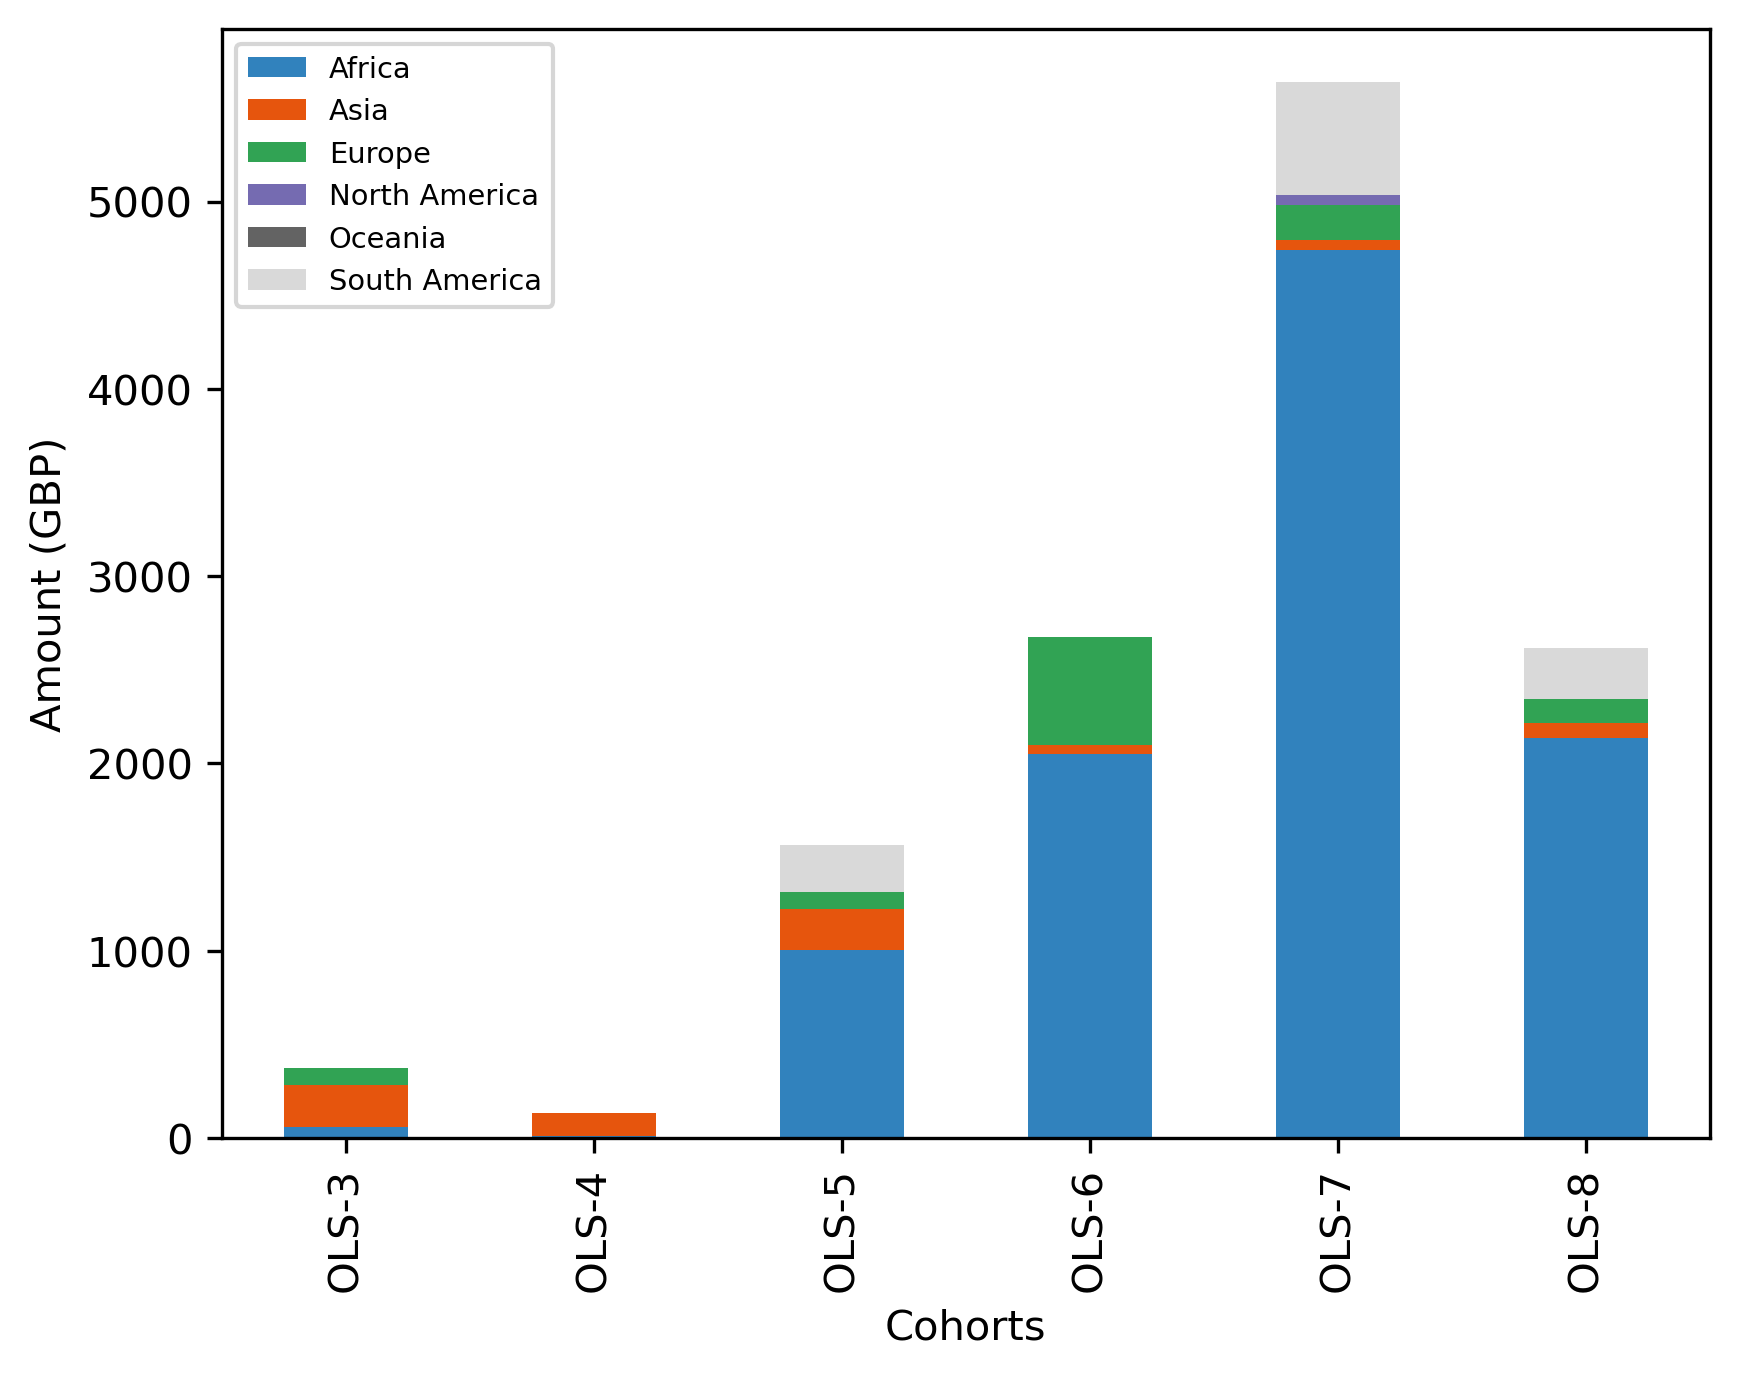 Africa
Asia
Europe
North America
Oceania
South America
5000
4000
3000
2000
1000
0
Amount (GBP)
OLS-3
OLS-4
OLS-5
OLS-6
OLS-7
OLS-8
Cohorts